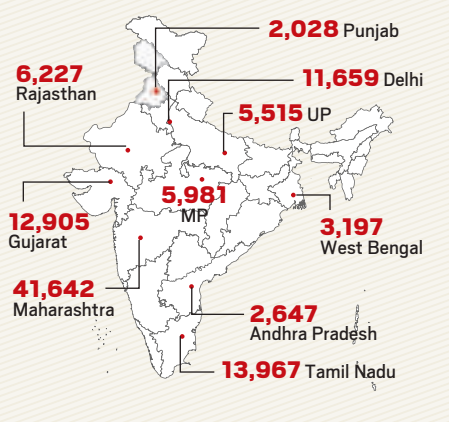 2,028 Punjab
6,227
Rajasthan
11,659 Delhi
5,515 UP
5,981
MP
12,905
Gujarat
3,197
West Bengal
41,642
Maharashtra
2,647
Andhra Pradesh
13,967 Tamil Nadu